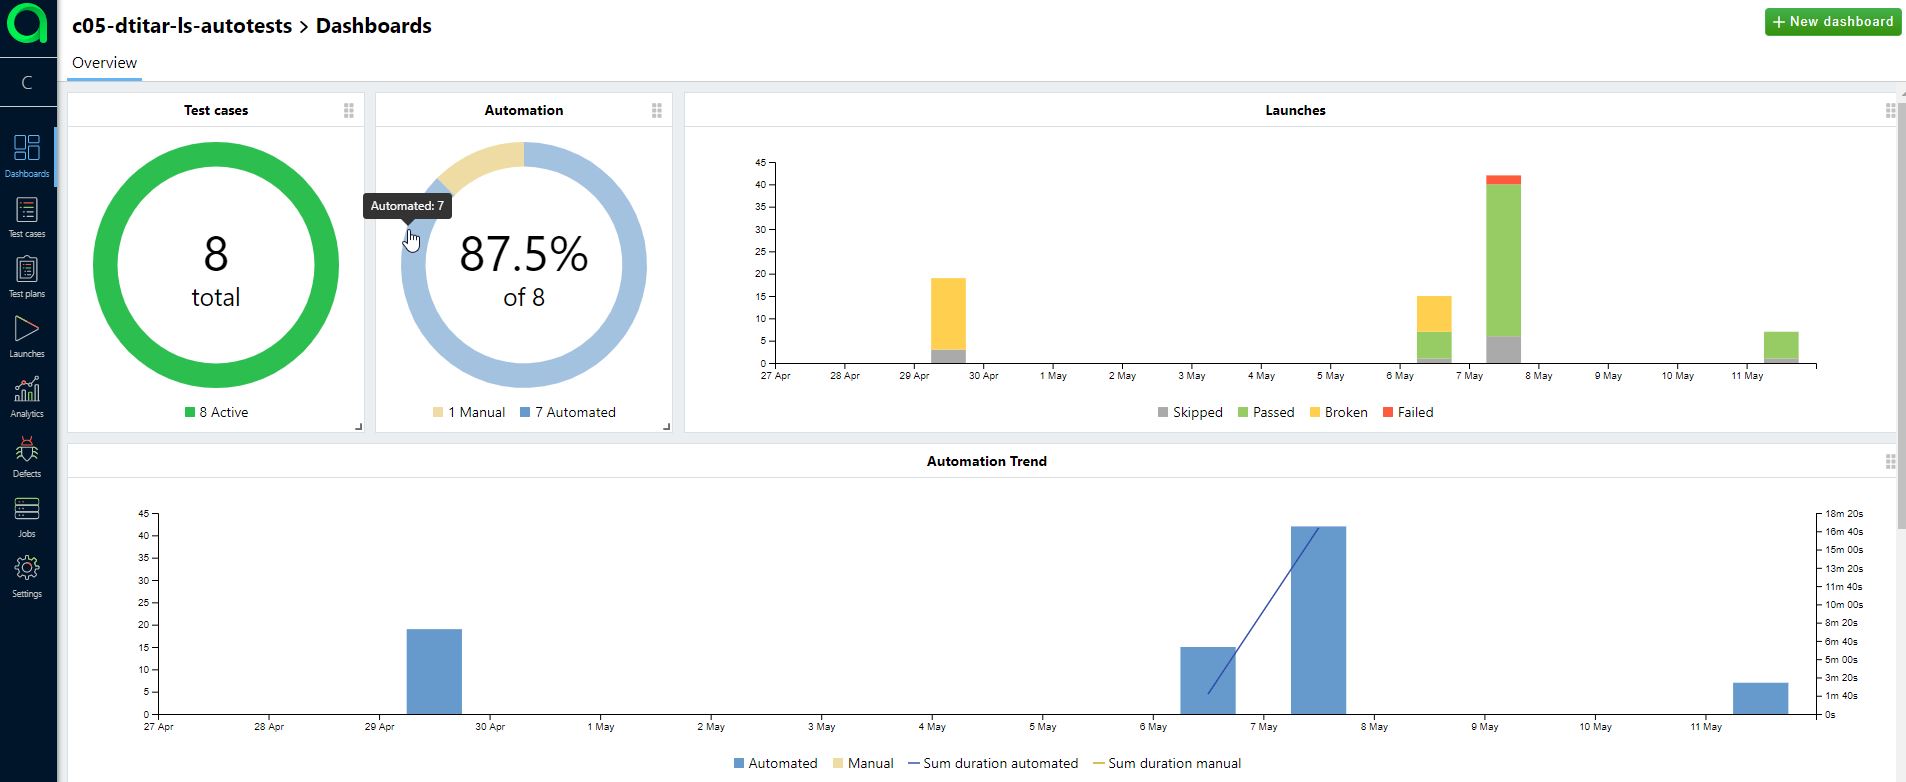 c05-dtitar-ls-autotests > Dashboards
+ New dashboard
Overview
C
Dashboards
Test cases
Test plans
Launches
Analytics
Defects
Jobs
Settings
Test cases
8
total
8 Active
Automation
Automated: 7
87.5%
of 8
1 Manual 7 Automated
Launches
45
40
35
30
25
20
15
10
5
0
27 Apr 28 Apr 29 Apr 30 Apr 1 May 2 May 3 May 4 May 5 May 6 May 7 May 8 May 9 May 10 May 11 May
Skipped Passed Broken Failed
Automation Trend
45
40
35
30
25
20
15
10
5
0
18m 20s
16m 40s
15m 00s
13m 20s
11m 40s
10m 00s
8m 20s
6m 40s
5m 00s
3m 20s
1m 40s
0s
27 Apr 28 Apr 29 Apr 30 Apr 1 May 2 May 3 May 4 May 5 May 6 May 7 May 8 May 9 May 10 May 11 May
Automated Manual Sum duration automated Sum duration manual